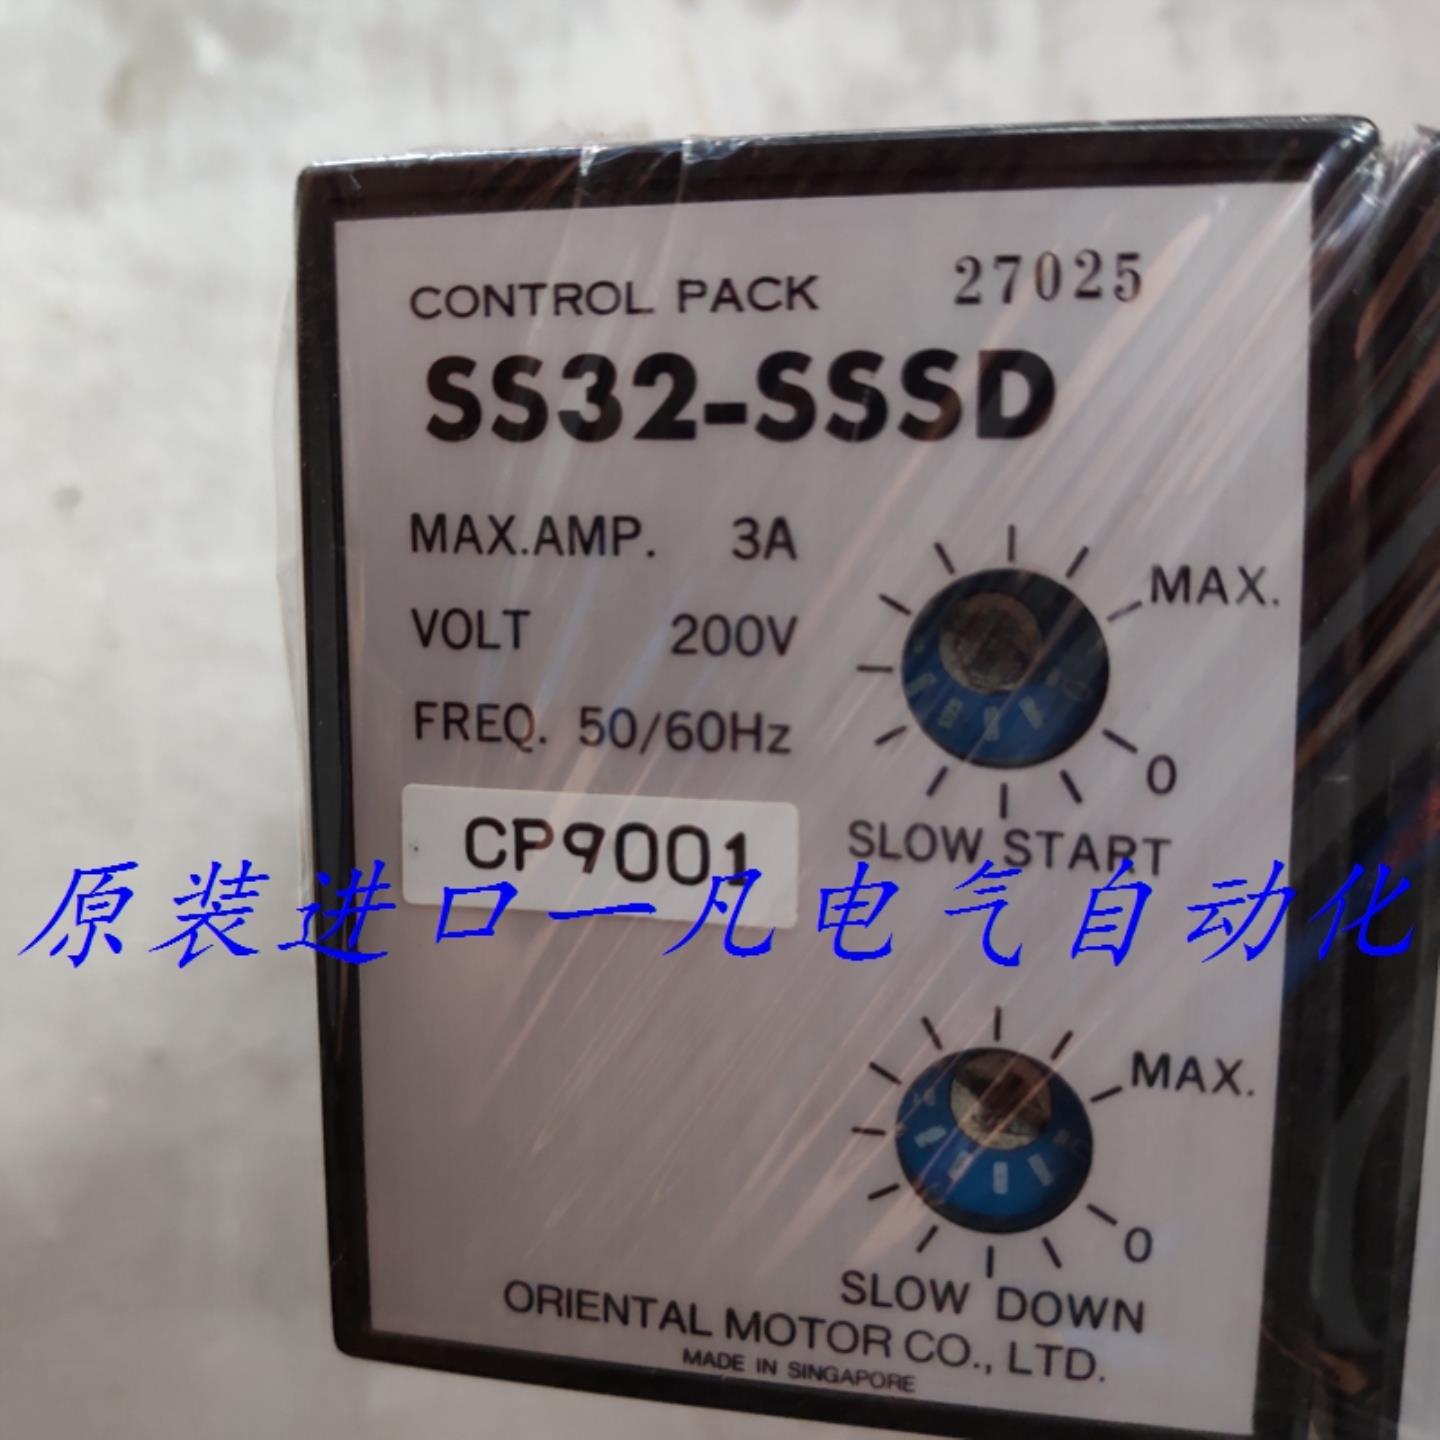 CONTROL PACK 27025
SS32-SSSD
MAX.AMP. 3A
VOLT 200V
FREQ. 50/60Hz
MAX.
0
SLOW START
CP9001
原装进口一凡电气自动化
MAX.
0
SLOW DOWN
ORIENTAL MOTOR CO., LTD.
MADE IN SINGAPORE